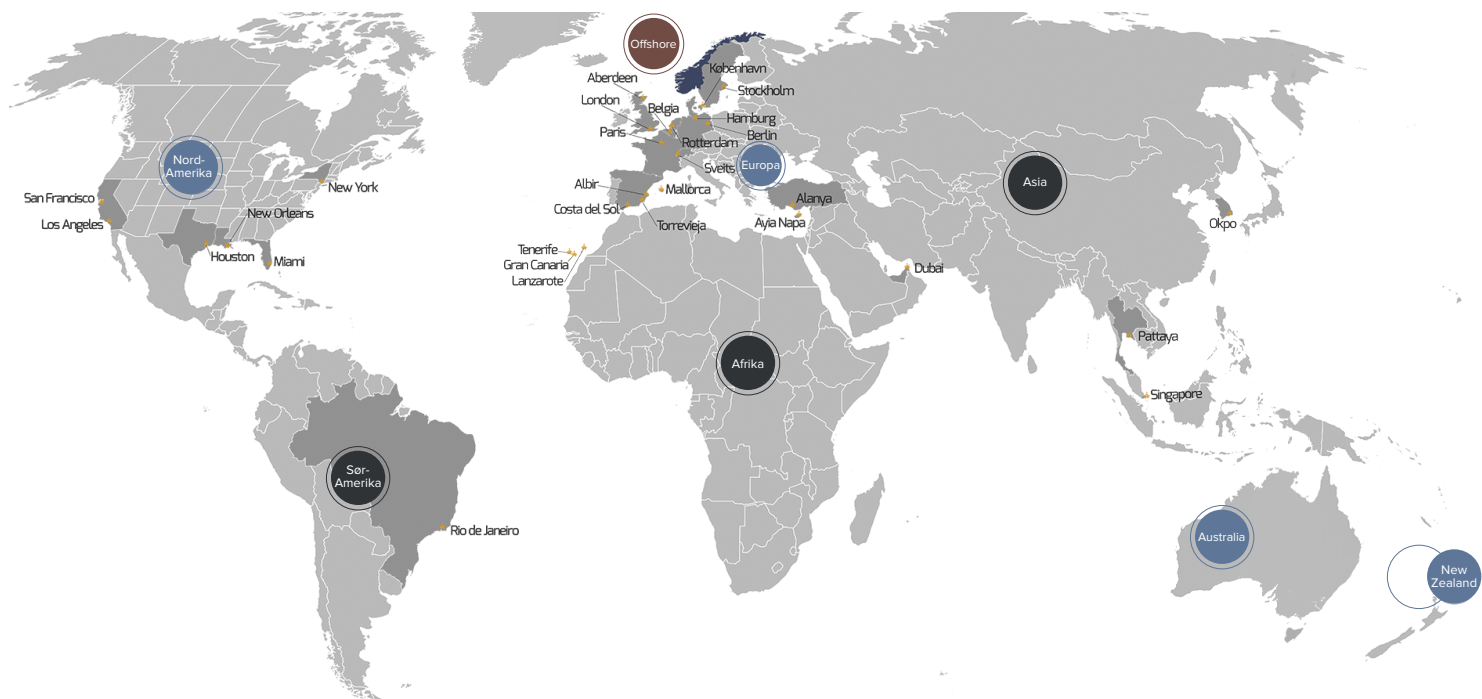 Offshore
København
Aberdeen
Stockholm
London
Belgia
Hamburg
Paris
Berlin
Rotterdam
Nord-
Amerika
Europa
Sveits
Asia
New York
Albir
Mallorca
San Francisco
Alanya
Costa del Sol
New Orleans
Los Angeles
Torrevieja
Ayia Napa
Okpo
Tenerife
Houston
Miami
Gran Canaria
Dubai
Lanzarote
Pattaya
Afrika
Singapore
Sør-
Amerika
Rio de Janeiro
Australia
New
Zealand